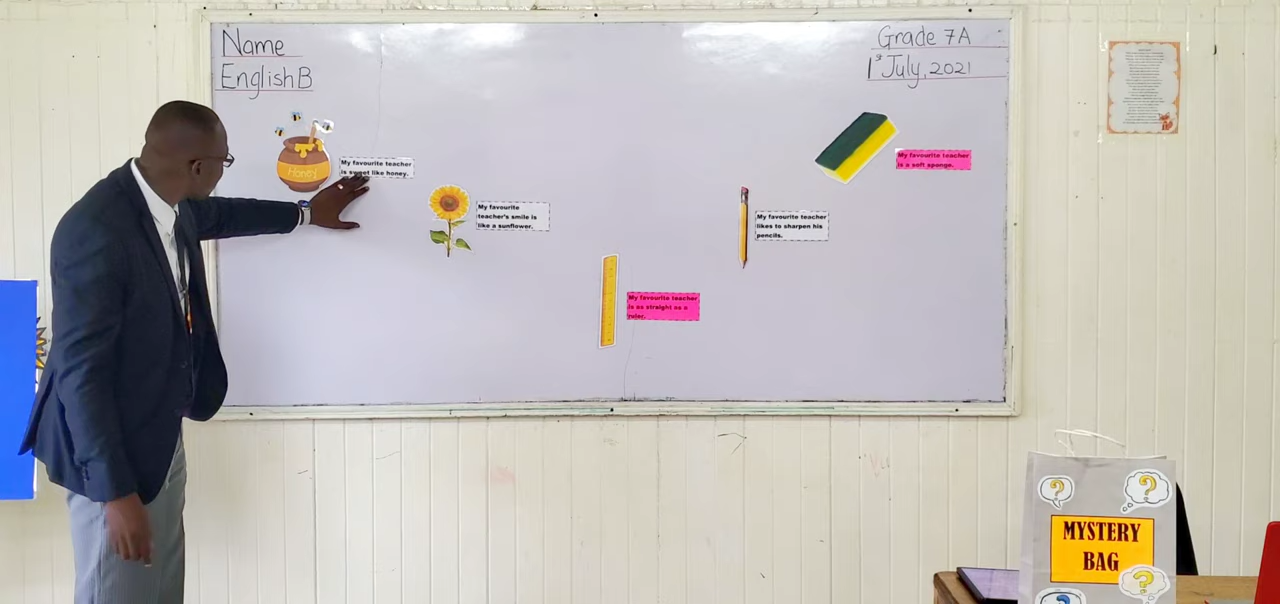 Name
English B
Grade 7A
1st July, 2021
Honey
My favourite teacher
is sweet like honey.
My favourite
teacher's smile is
like a sunflower.
My favourite teacher
is as straight as a
ruler.
My favourite teacher
likes to sharpen his
pencils.
My favourite teacher
is a soft sponge.
MYSTERY
BAG
?
?
?
?